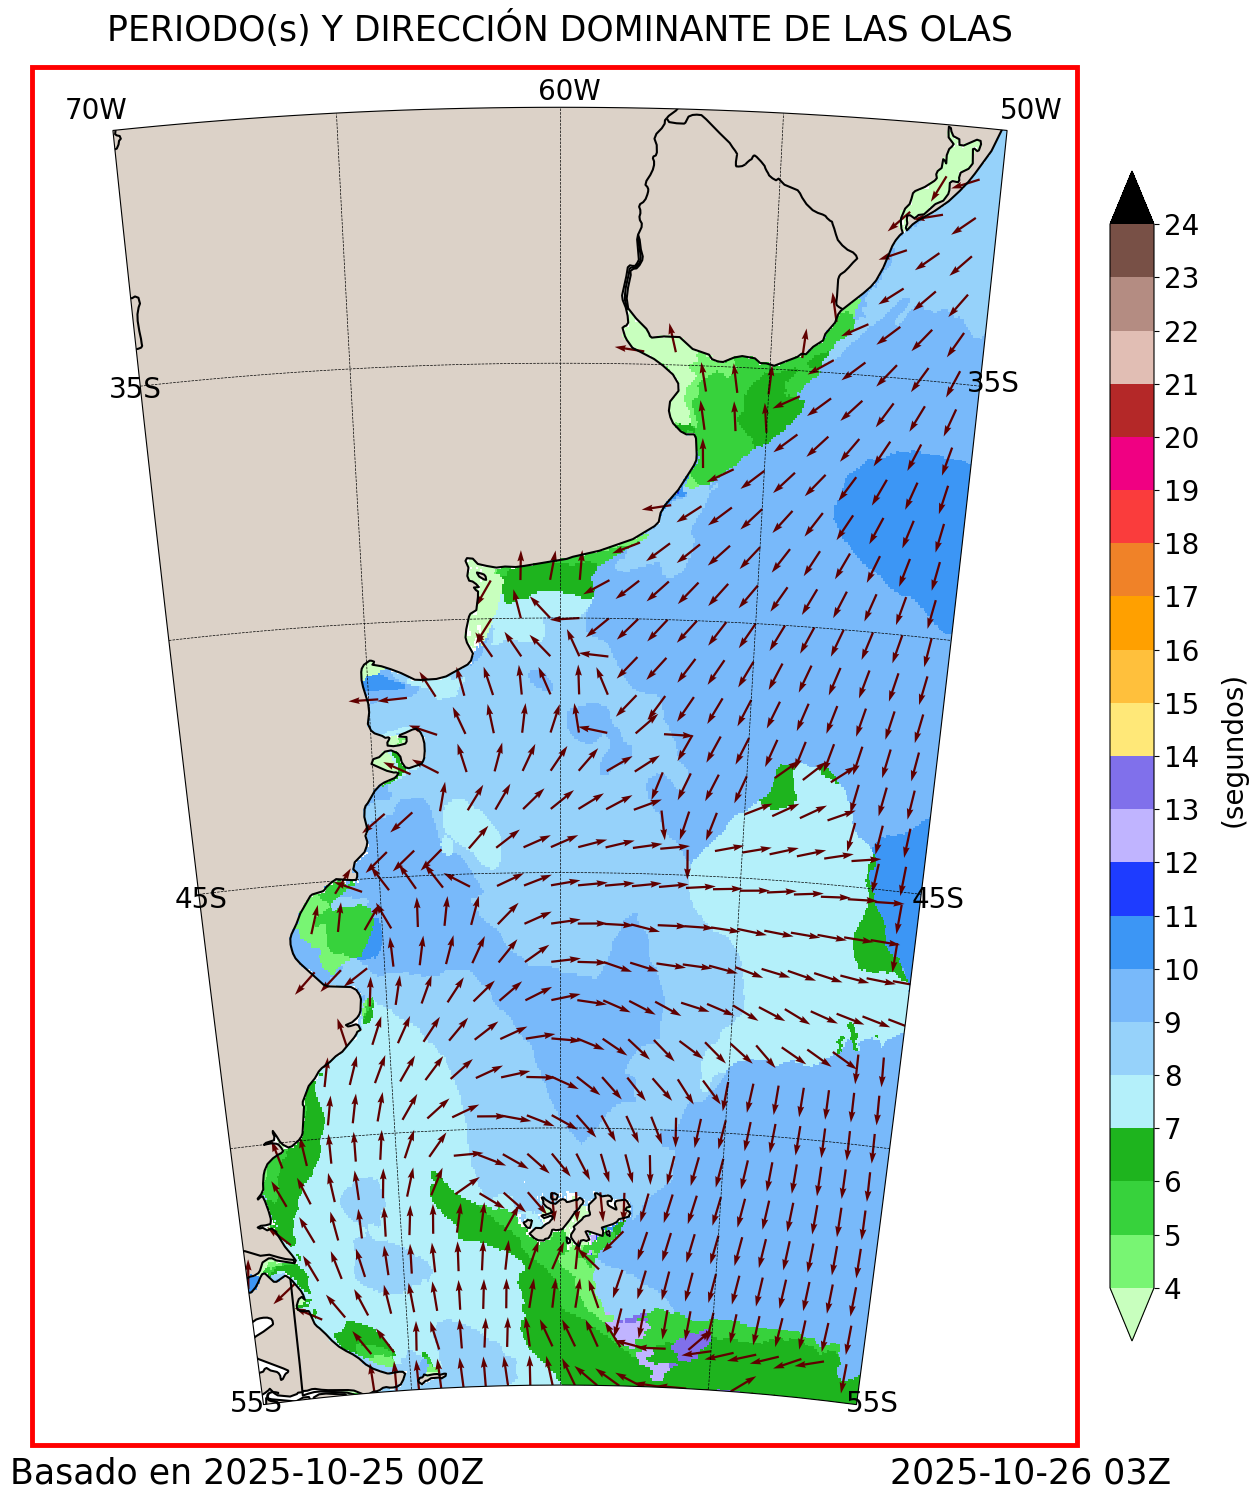 PERIODO(s) Y DIRECCIÓN DOMINANTE DE LAS OLAS
70W
60W
50W
35S
35S
45S
45S
55S
55S
24
23
22
21
20
19
18
17
16
15
14
13
12
11
10
9
8
7
6
5
4
(segundos)
Basado en 2025-10-25 00Z
2025-10-26 03Z